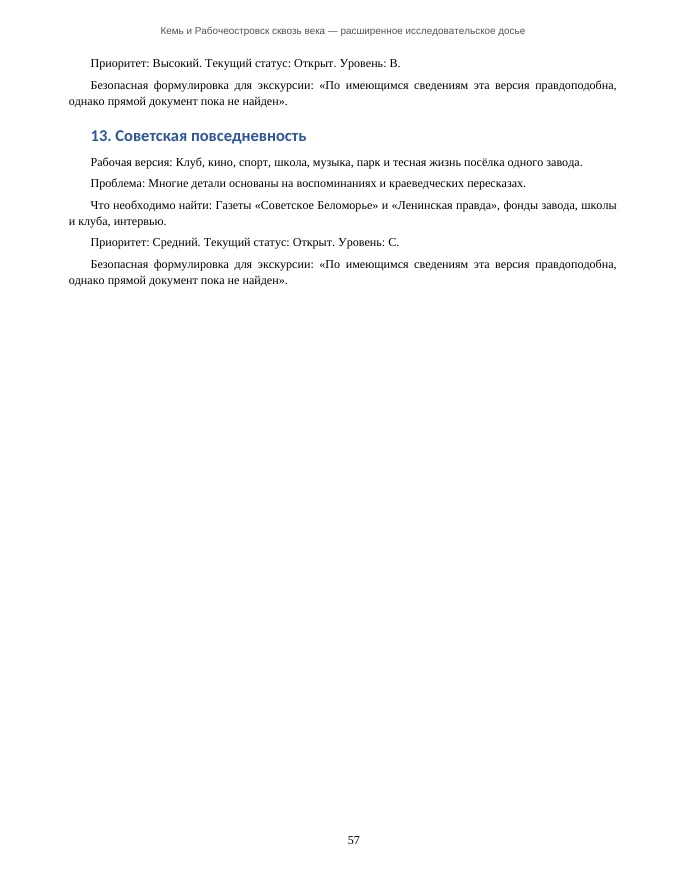 Кемь и Рабочеостровск сквозь века — расширенное исследовательское досье
Приоритет: Высокий. Текущий статус: Открыт. Уровень: B.
Безопасная формулировка для экскурсии: «По имеющимся сведениям эта версия правдоподобна,
однако прямой документ пока не найден».
13. Советская повседневность
Рабочая версия: Клуб, кино, спорт, школа, музыка, парк и тесная жизнь посёлка одного завода.
Проблема: Многие детали основаны на воспоминаниях и краеведческих пересказах.
Что необходимо найти: Газеты «Советское Беломорье» и «Ленинская правда», фонды завода, школы
и клуба, интервью.
Приоритет: Средний. Текущий статус: Открыт. Уровень: C.
Безопасная формулировка для экскурсии: «По имеющимся сведениям эта версия правдоподобна,
однако прямой документ пока не найден».
57